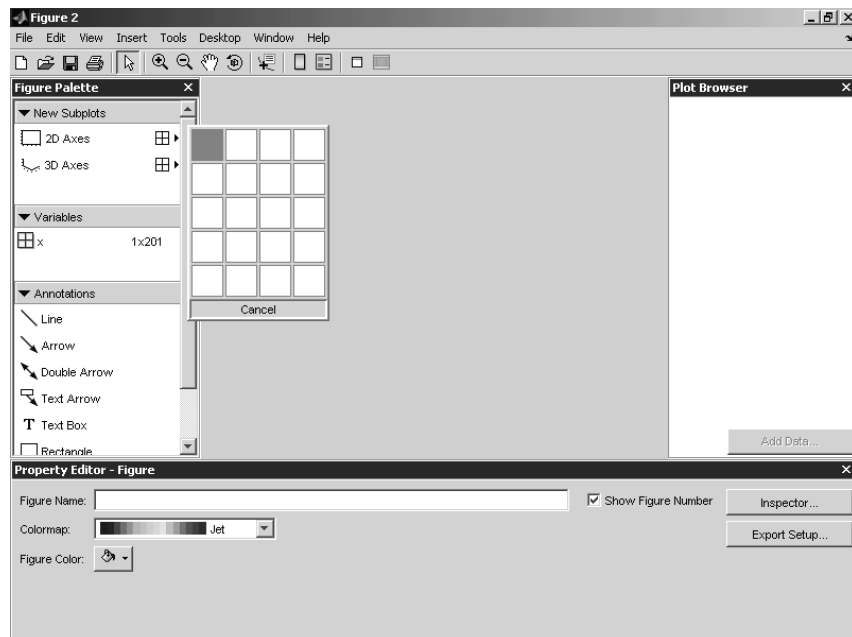 Figure 2
File Edit View Insert Tools Desktop Window Help
Figure Palette
Plot Browser
New Subplots
2D Axes
3D Axes
Variables
x 1x201
Cancel
Annotations
Line
Arrow
Double Arrow
Text Arrow
T Text Box
Rectangle
Add Data...
Property Editor - Figure
Figure Name:
Show Figure Number
Inspector...
Colormap:
Jet
Export Setup...
Figure Color: